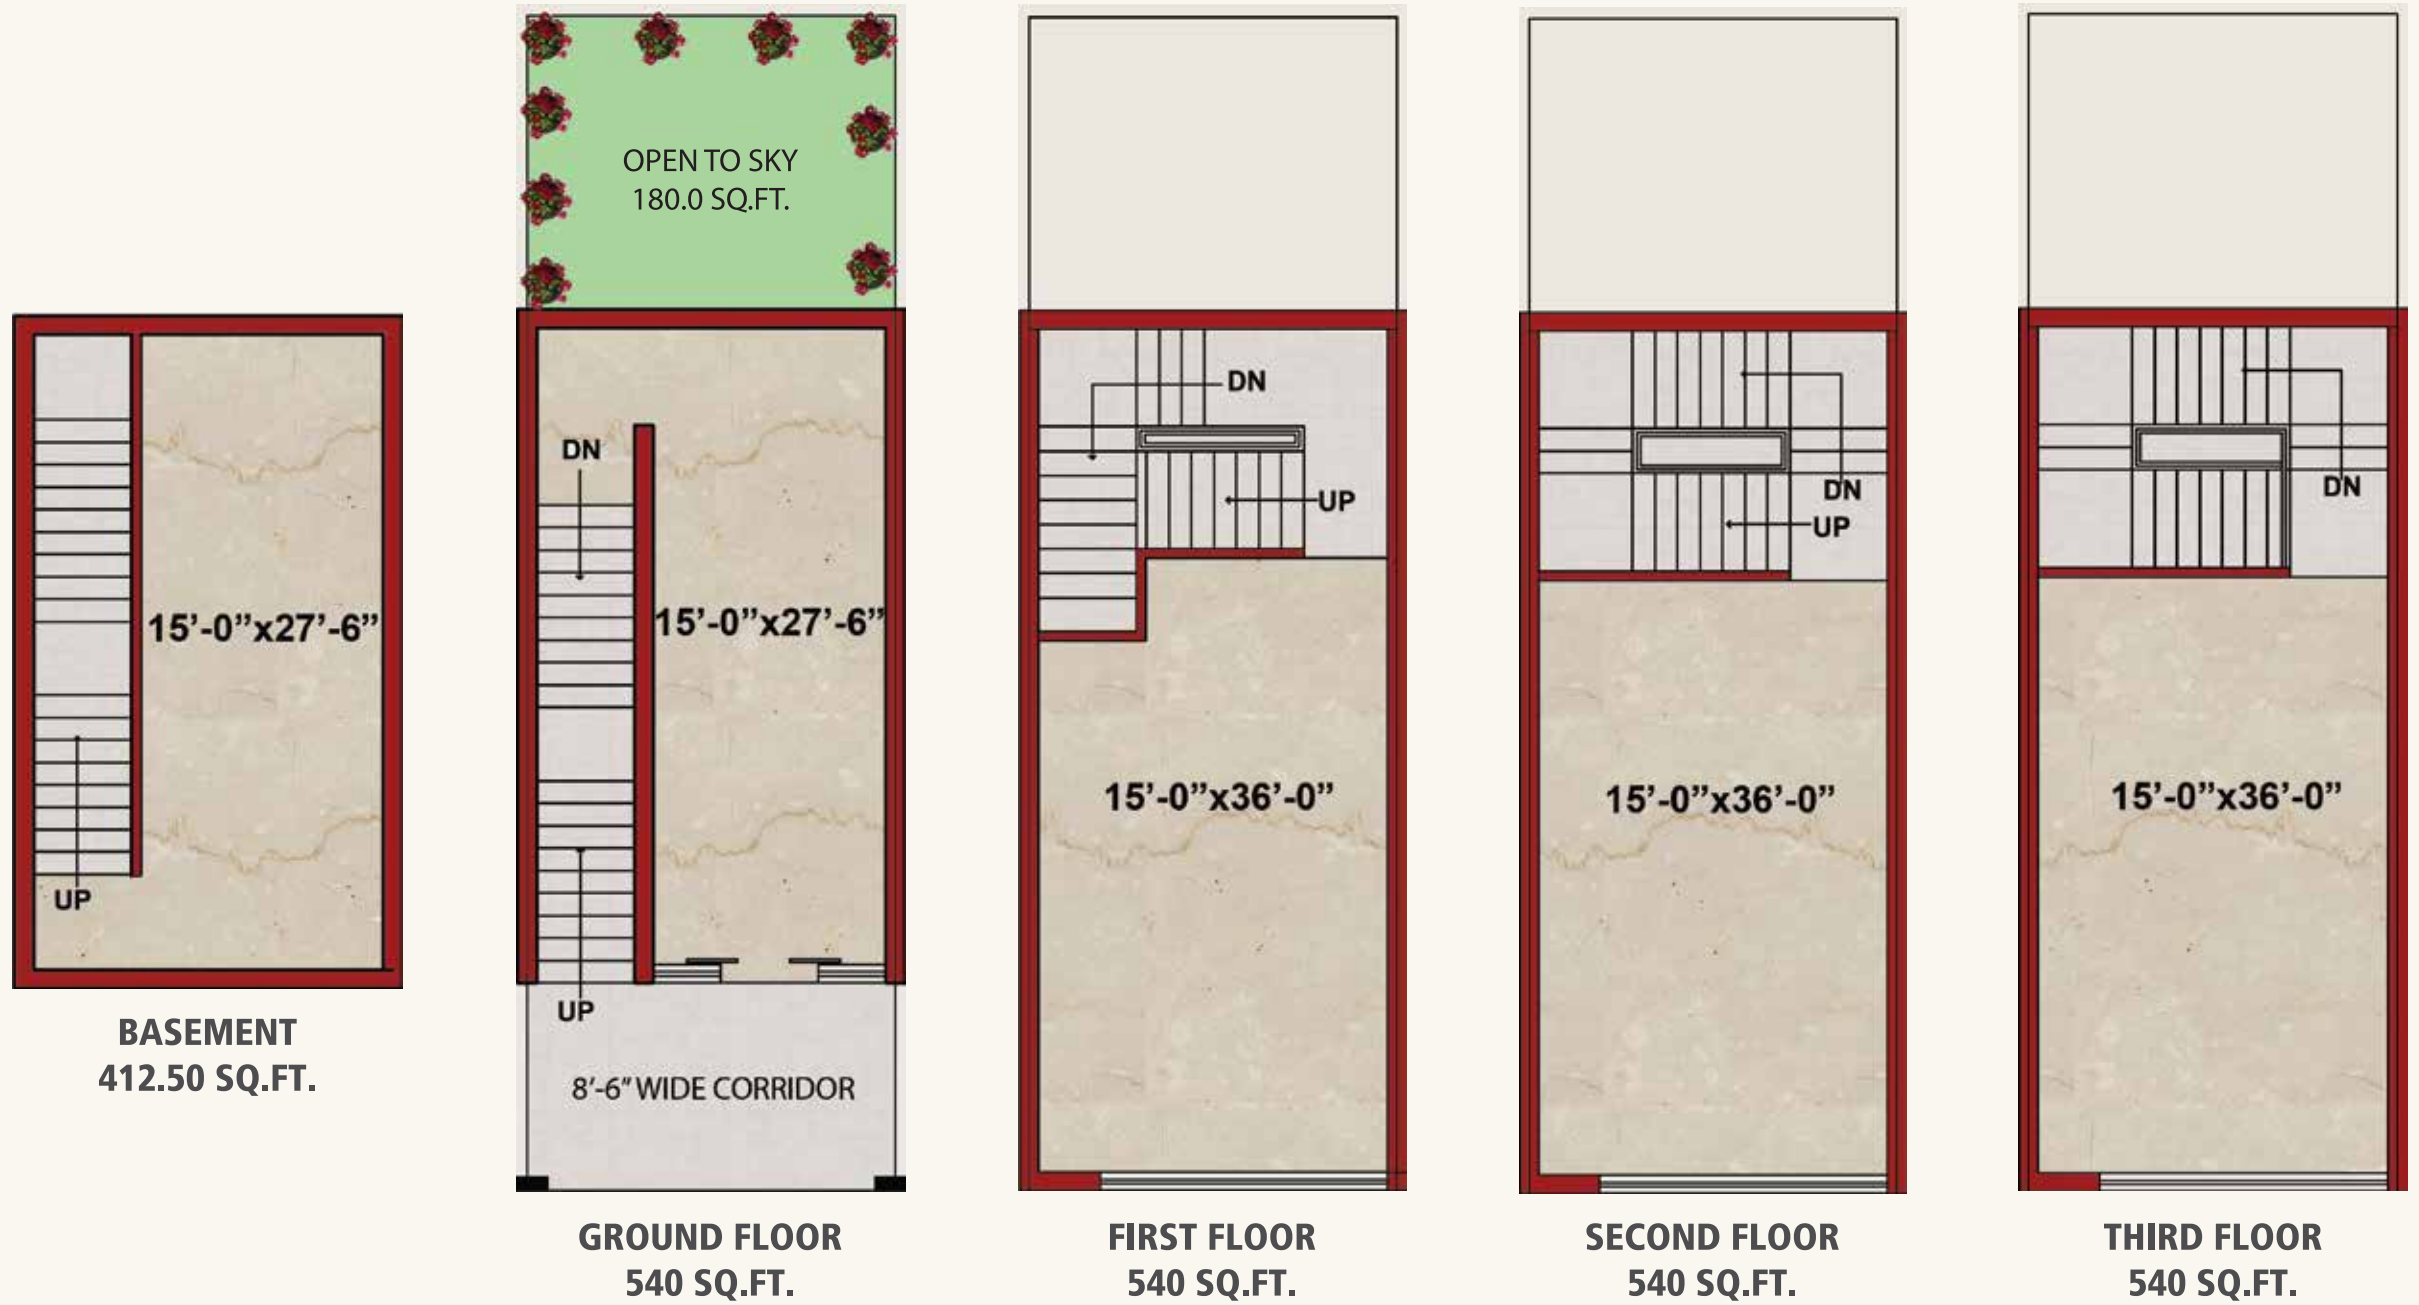 UP
15’-0”x27’-6”
BASEMENT
412.50 SQ.FT.
OPEN TO SKY
180.0 SQ.FT.
DN
15’-0”x27’-6”
UP
8’-6” WIDE CORRIDOR
GROUND FLOOR
540 SQ.FT.
DN
UP
15’-0”x36’-0”
FIRST FLOOR
540 SQ.FT.
DN
UP
15’-0”x36’-0”
SECOND FLOOR
540 SQ.FT.
DN
15’-0”x36’-0”
THIRD FLOOR
540 SQ.FT.